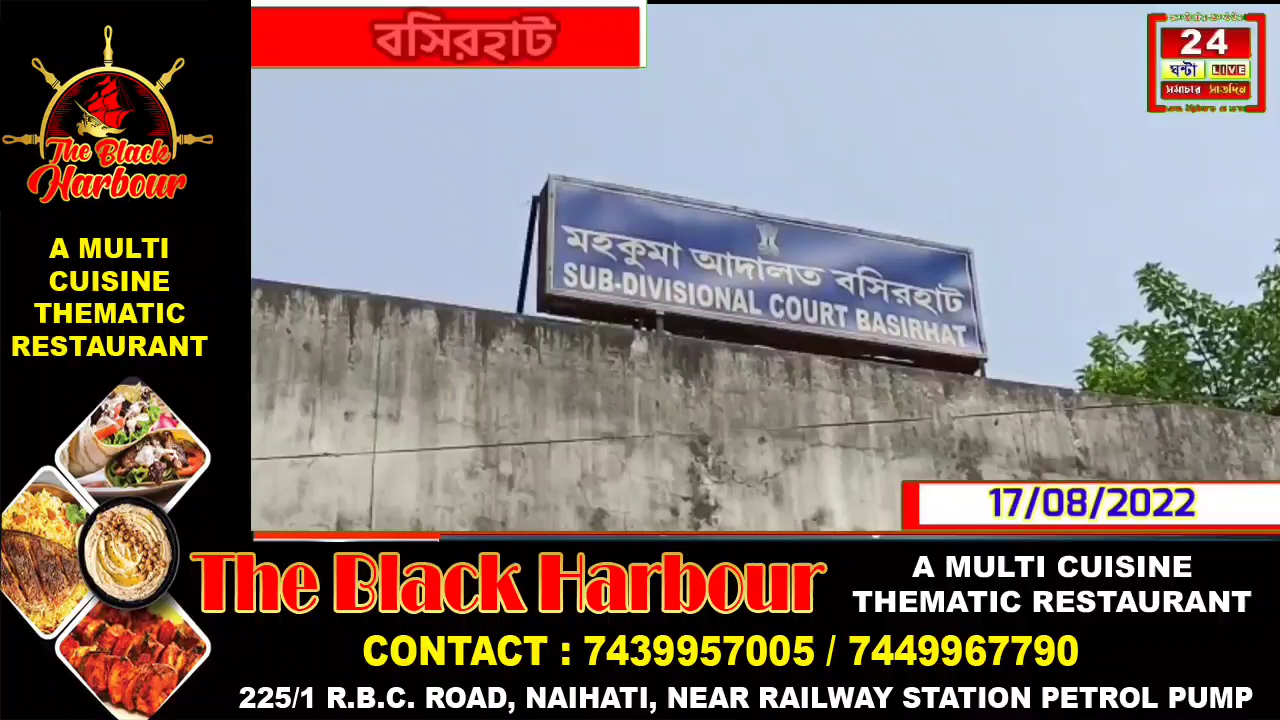 The Black
Harbour
A MULTI
CUISINE
THEMATIC
RESTAURANT
বসিরহাট
24
ঘন্টা LIVE
সমাচার সাতদিন
মহকুমা আদালত বসিরহাট
SUB-DIVISIONAL COURT BASIRHAT
17/08/2022
The Black Harbour
A MULTI CUISINE
THEMATIC RESTAURANT
CONTACT : 7439957005 / 7449967790
225/1 R.B.C. ROAD, NAIHATI, NEAR RAILWAY STATION PETROL PUMP